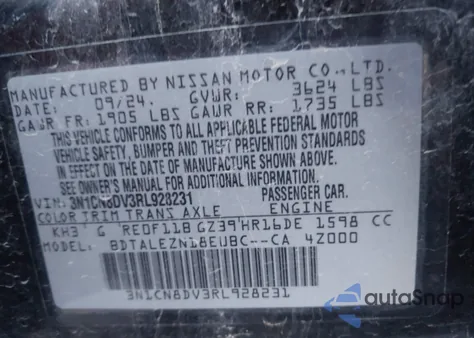 MANUFACTURED BY NISSAN MOTOR CO., LTD.
DATE: 09/24. GVWR: 3624 LBS
GAWR FR: 1905 LBS GAWR RR: 1735 LBS
THIS VEHICLE CONFORMS TO ALL APPLICABLE FEDERAL MOTOR
VEHICLE SAFETY, BUMPER AND THEFT PREVENTION STANDARDS
IN EFFECT ON THE DATE OF MANUFACTURE SHOWN ABOVE.
SEE OWNER'S MANUAL FOR ADDITIONAL INFORMATION.
VIN: 3N1CN8DV3RL928231 PASSENGER CAR.
COLOR TRIM TRANS AXLE ENGINE
KH3 G RE0F11B GZ39 HR16DE 1598 CC
MODEL: BDTALEZN18EUBC--CA 4Z000
3N1CN8DV3RL928231
autoSnap